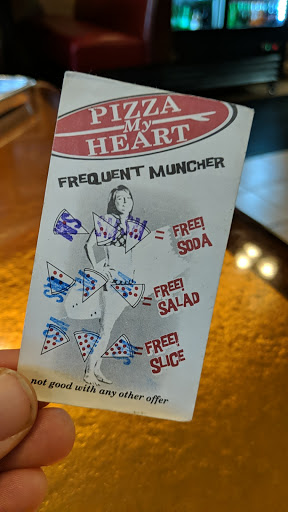 PIZZA
My
HEART
FREQUENT MUNCHER
= FREE!
SODA
= FREE!
SALAD
= FREE!
SLICE
not good with any other offer